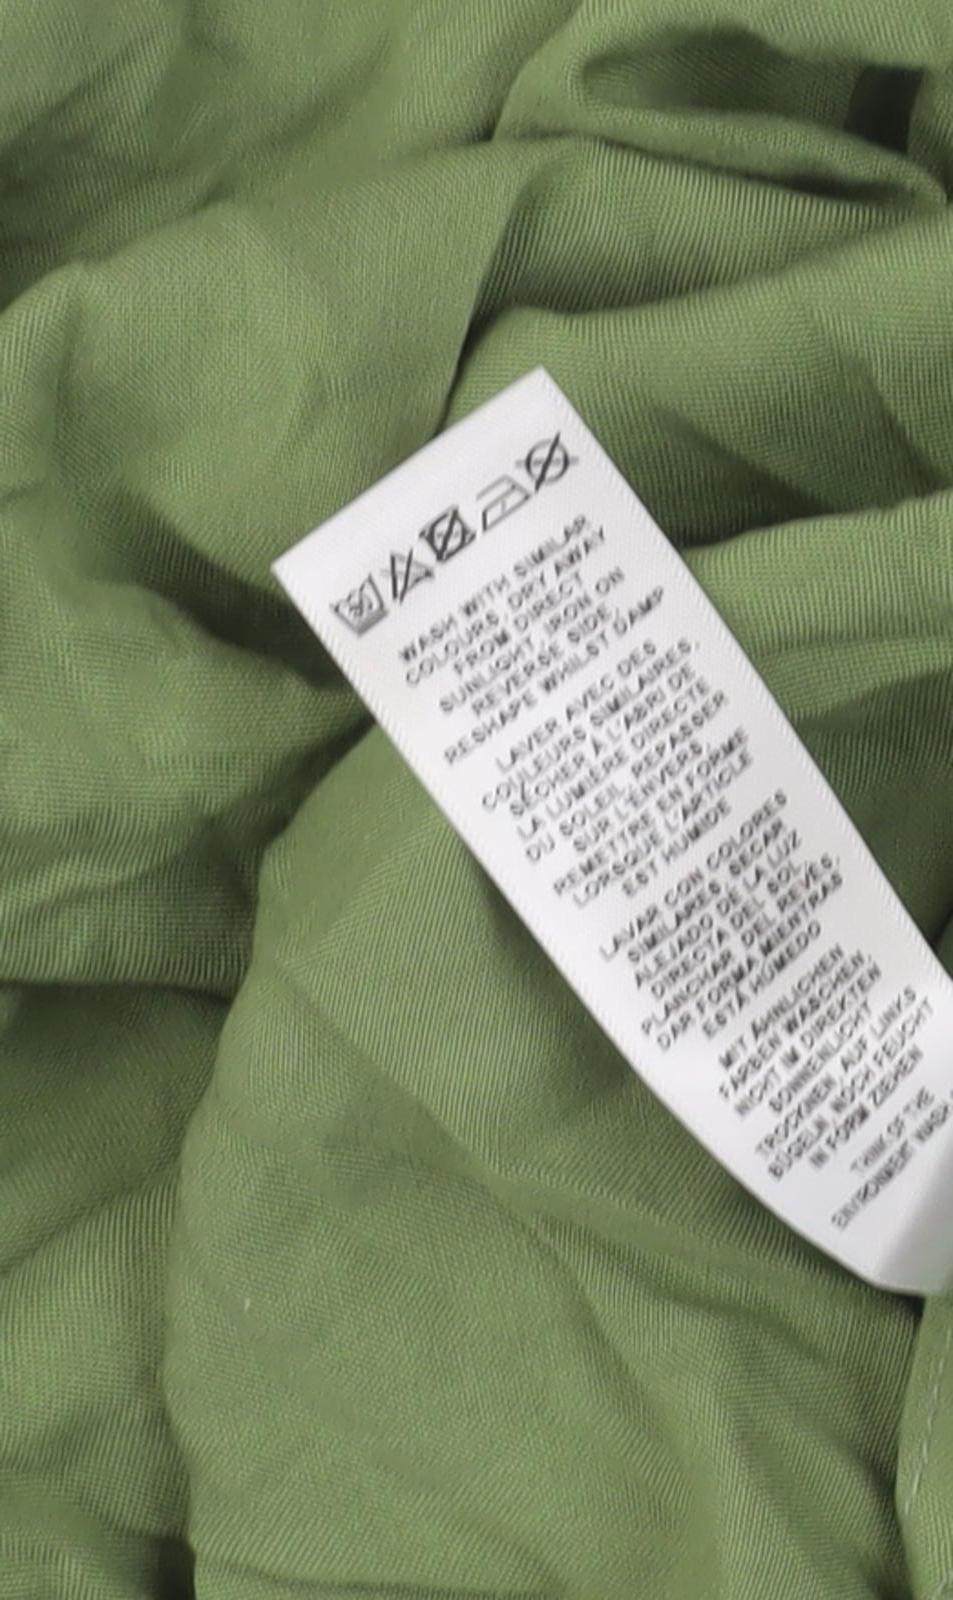 30
WASH WITH SIMILAR
COLOURS, DRY AWAY
FROM DIRECT
SUNLIGHT, IRON ON
REVERSE SIDE,
RESHAPE WHILST DAMP
LAVER AVEC DES
COULEURS SIMILAIRES,
SÉCHER À L'ABRI DE
LA LUMIÈRE DIRECTE
DU SOLEIL, REPASSER
SUR L'ENVERS,
REMETTRE EN FORME
LORSQUE L'ARTICLE
EST HUMIDE
LAVAR CON COLORES
SIMILARES, SECAR
ALEJADO DE LA LUZ
DIRECTA DEL SOL,
PLANCHAR DEL REVÉS,
DAR FORMA MIENTRAS
ESTÁ HÚMEDO
MIT ÄHNLICHEN
FARBEN WASCHEN,
NICHT IM DIREKTEN
SONNENLICHT
TROCKNEN, AUF LINKS
BÜGELN, NOCH FEUCHT
IN FORM ZIEHEN
THINK OF THE
ENVIRONMENT WASH